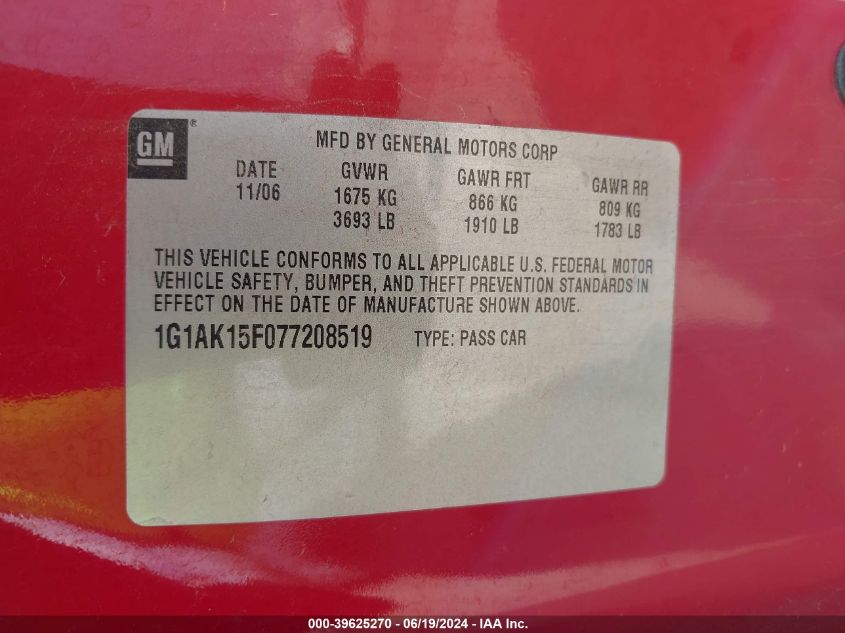 GM ®
MFD BY GENERAL MOTORS CORP
DATE GVWR GAWR FRT GAWR RR
11/06 1675 KG 866 KG 809 KG
3693 LB 1910 LB 1783 LB
THIS VEHICLE CONFORMS TO ALL APPLICABLE U.S. FEDERAL MOTOR
VEHICLE SAFETY, BUMPER, AND THEFT PREVENTION STANDARDS IN
EFFECT ON THE DATE OF MANUFACTURE SHOWN ABOVE.
1G1AK15F077208519 TYPE: PASS CAR
000-39625270 - 06/19/2024 - IAA Inc.